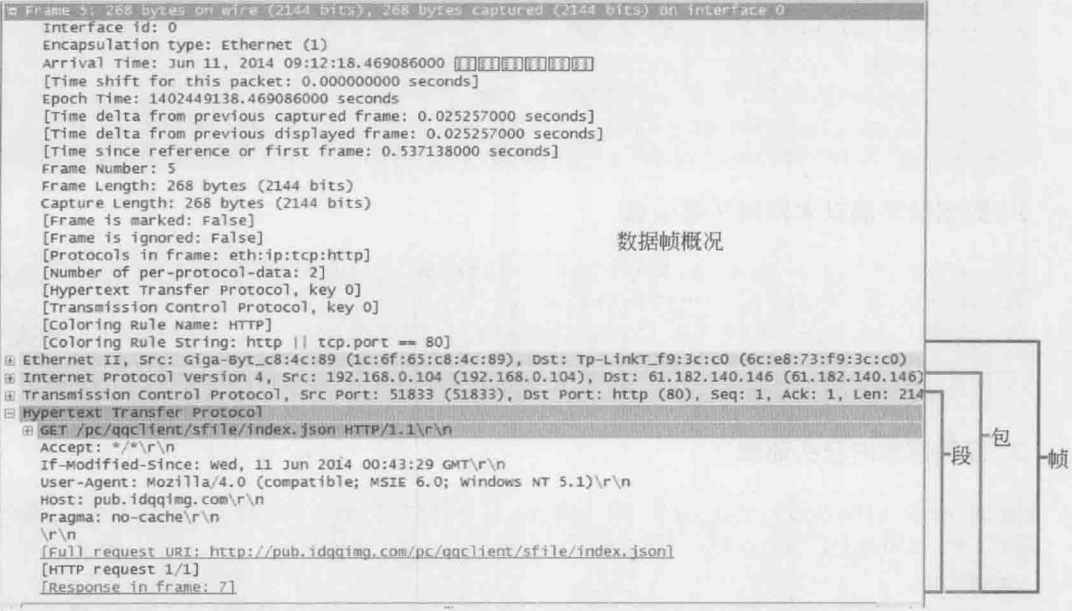 Frame 5: 268 bytes on wire (2144 bits), 268 bytes captured (2144 bits) on interface 0
Interface id: 0
Encapsulation type: Ethernet (1)
Arrival Time: Jun 11, 2014 09:12:18.469086000
[Time shift for this packet: 0.000000000 seconds]
Epoch Time: 1402449138.469086000 seconds
[Time delta from previous captured frame: 0.025257000 seconds]
[Time delta from previous displayed frame: 0.025257000 seconds]
[Time since reference or first frame: 0.537138000 seconds]
Frame Number: 5
Frame Length: 268 bytes (2144 bits)
Capture Length: 268 bytes (2144 bits)
[Frame is marked: False]
[Frame is ignored: False]
[Protocols in frame: eth:ip:tcp:http]
[Number of per-protocol-data: 2]
[Hypertext Transfer Protocol, key 0]
[Transmission Control Protocol, key 0]
[Coloring Rule Name: HTTP]
[Coloring Rule String: http || tcp.port == 80]
数据帧概况
Ethernet II, Src: Giga-Byt_c8:4c:89 (1c:6f:65:c8:4c:89), Dst: Tp-LinkT_f9:3c:c0 (6c:e8:73:f9:3c:c0)
Internet Protocol Version 4, Src: 192.168.0.104 (192.168.0.104), Dst: 61.182.140.146 (61.182.140.146)
Transmission Control Protocol, Src Port: 51833 (51833), Dst Port: http (80), Seq: 1, Ack: 1, Len: 214
Hypertext Transfer Protocol
GET /pc/qqclient/sfile/index.json HTTP/1.1\r\n
Accept: */*\r\n
If-Modified-Since: Wed, 11 Jun 2014 00:43:29 GMT\r\n
User-Agent: Mozilla/4.0 (compatible; MSIE 6.0; Windows NT 5.1)\r\n
Host: pub.idqqimg.com\r\n
Pragma: no-cache\r\n
\r\n
[Full request URI: http://pub.idqqimg.com/pc/qqclient/sfile/index.json]
[HTTP request 1/1]
[Response in frame: 7]
段
包
帧